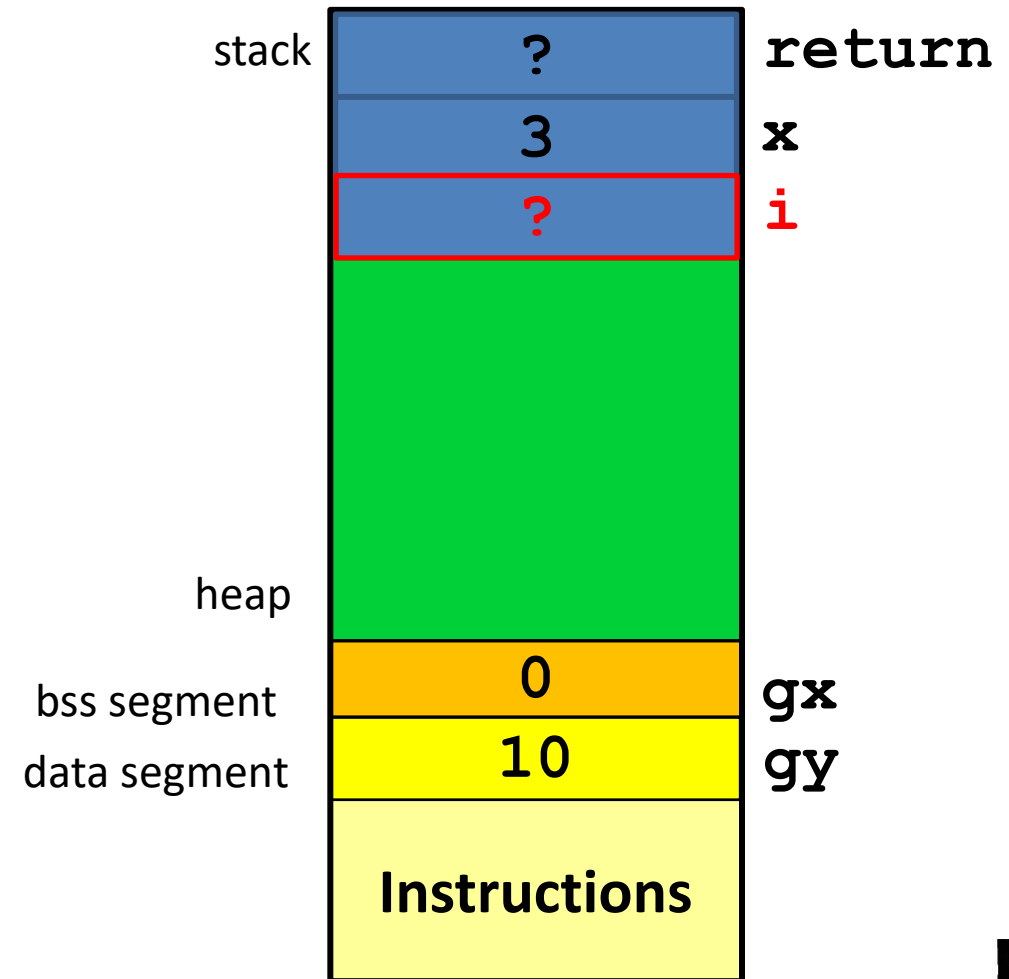 stack ? return
3 x
? i
heap
bss segment 0 gx
data segment 10 gy
Instructions